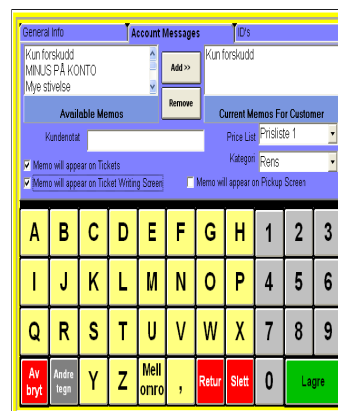 General Info Account Messages ID's
Kun forskudd
MINUS PÅ KONTO
Mye stivelse
Add >>
Remove
Kun forskudd
Available Memos Current Memos For Customer
Kundenotat Price List Prisliste 1
Kategori Rens
Memo will appear on Tickets
Memo will appear on Ticket Writing Screen Memo will appear on Pickup Screen
A B C D E F G H 1 2 3
I J K L M N O P 4 5 6
Q R S T U V W X 7 8 9
Av bryt Andre tegn Y Z Mell omro , Retur Slett 0 Lagre